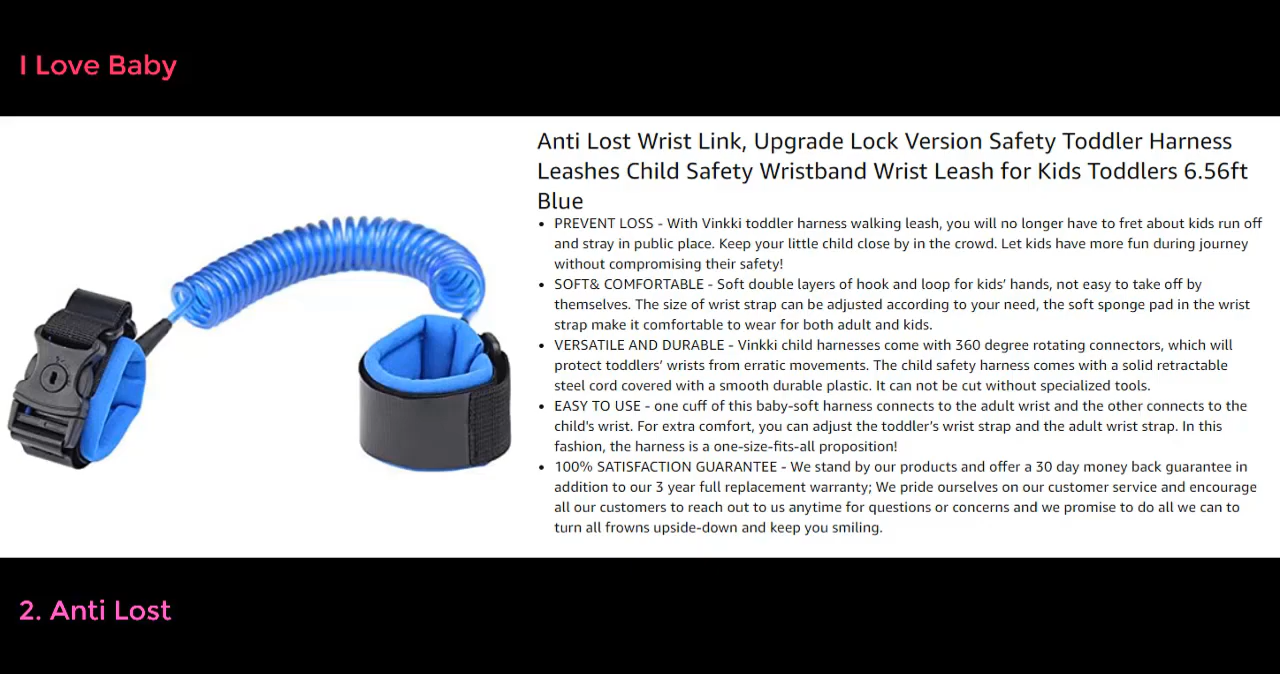 I Love Baby
Anti Lost Wrist Link, Upgrade Lock Version Safety Toddler Harness
Leashes Child Safety Wristband Wrist Leash for Kids Toddlers 6.56ft
Blue
• PREVENT LOSS - With Vinkki toddler harness walking leash, you will no longer have to fret about kids run off
and stray in public place. Keep your little child close by in the crowd. Let kids have more fun during journey
without compromising their safety!
• SOFT& COMFORTABLE - Soft double layers of hook and loop for kids’ hands, not easy to take off by
themselves. The size of wrist strap can be adjusted according to your need, the soft sponge pad in the wrist
strap make it comfortable to wear for both adult and kids.
• VERSATILE AND DURABLE - Vinkki child harnesses come with 360 degree rotating connectors, which will
protect toddlers’ wrists from erratic movements. The child safety harness comes with a solid retractable
steel cord covered with a smooth durable plastic. It can not be cut without specialized tools.
• EASY TO USE - one cuff of this baby-soft harness connects to the adult wrist and the other connects to the
child's wrist. For extra comfort, you can adjust the toddler’s wrist strap and the adult wrist strap. In this
fashion, the harness is a one-size-fits-all proposition!
• 100% SATISFACTION GUARANTEE - We stand by our products and offer a 30 day money back guarantee in
addition to our 3 year full replacement warranty; We pride ourselves on our customer service and encourage
all our customers to reach out to us anytime for questions or concerns and we promise to do all we can to
turn all frowns upside-down and keep you smiling.
2. Anti Lost